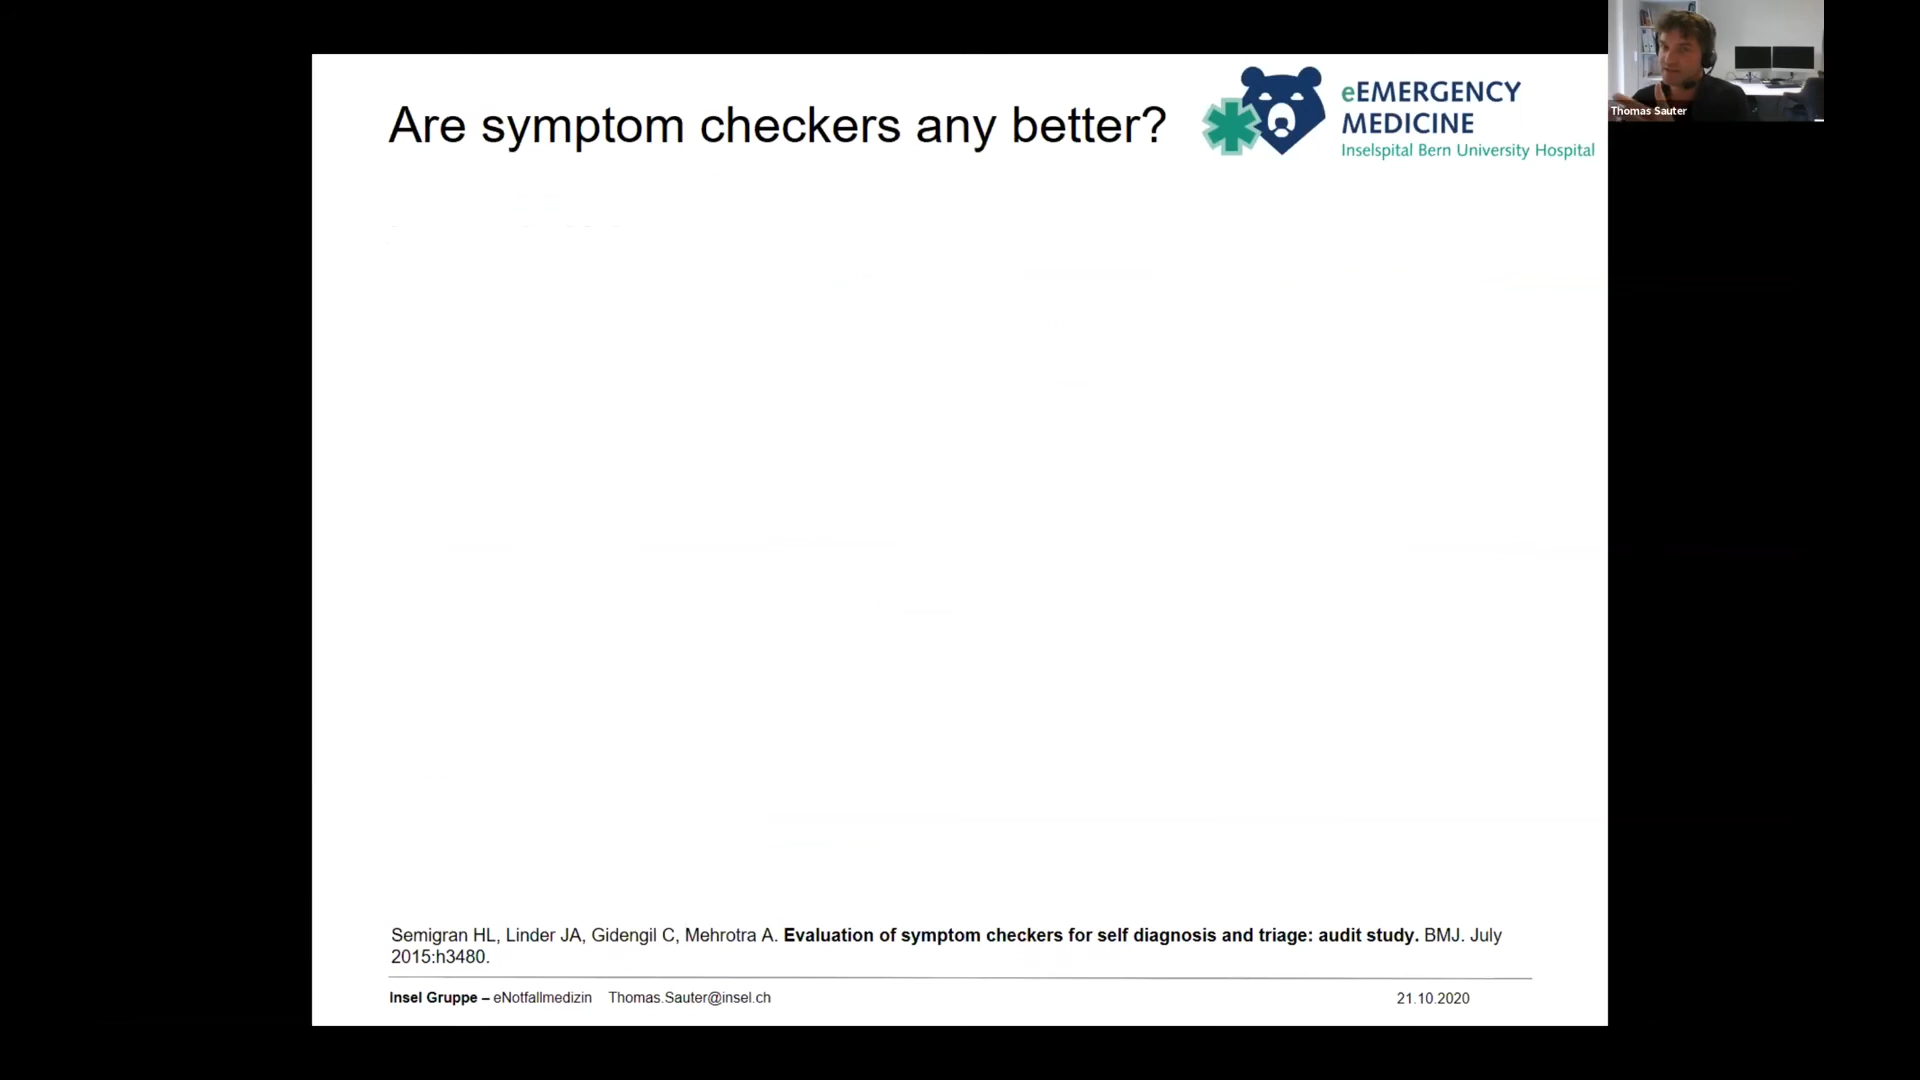 Are symptom checkers any better?
eEMERGENCY
MEDICINE
Inselspital Bern University Hospital
Thomas Sauter
Semigran HL, Linder JA, Gidengil C, Mehrotra A. Evaluation of symptom checkers for self diagnosis and triage: audit study. BMJ. July
2015:h3480.
Insel Gruppe – eNotfallmedizin Thomas.Sauter@insel.ch 21.10.2020